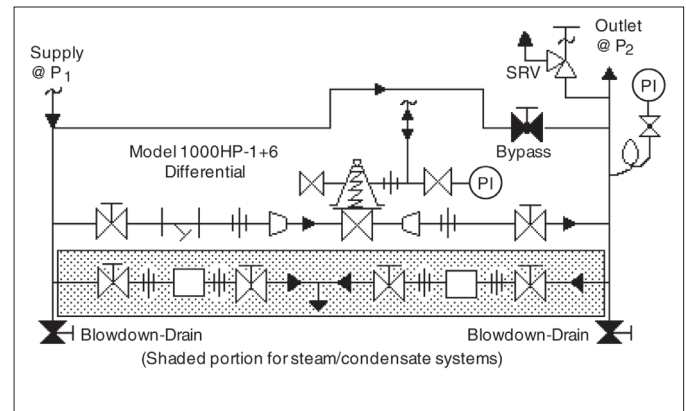 Supply
@ P1
Outlet
@ P2
SRV
PI
Bypass
Model 1000HP-1+6
Differential
PI
Blowdown-Drain
Blowdown-Drain
(Shaded portion for steam/condensate systems)